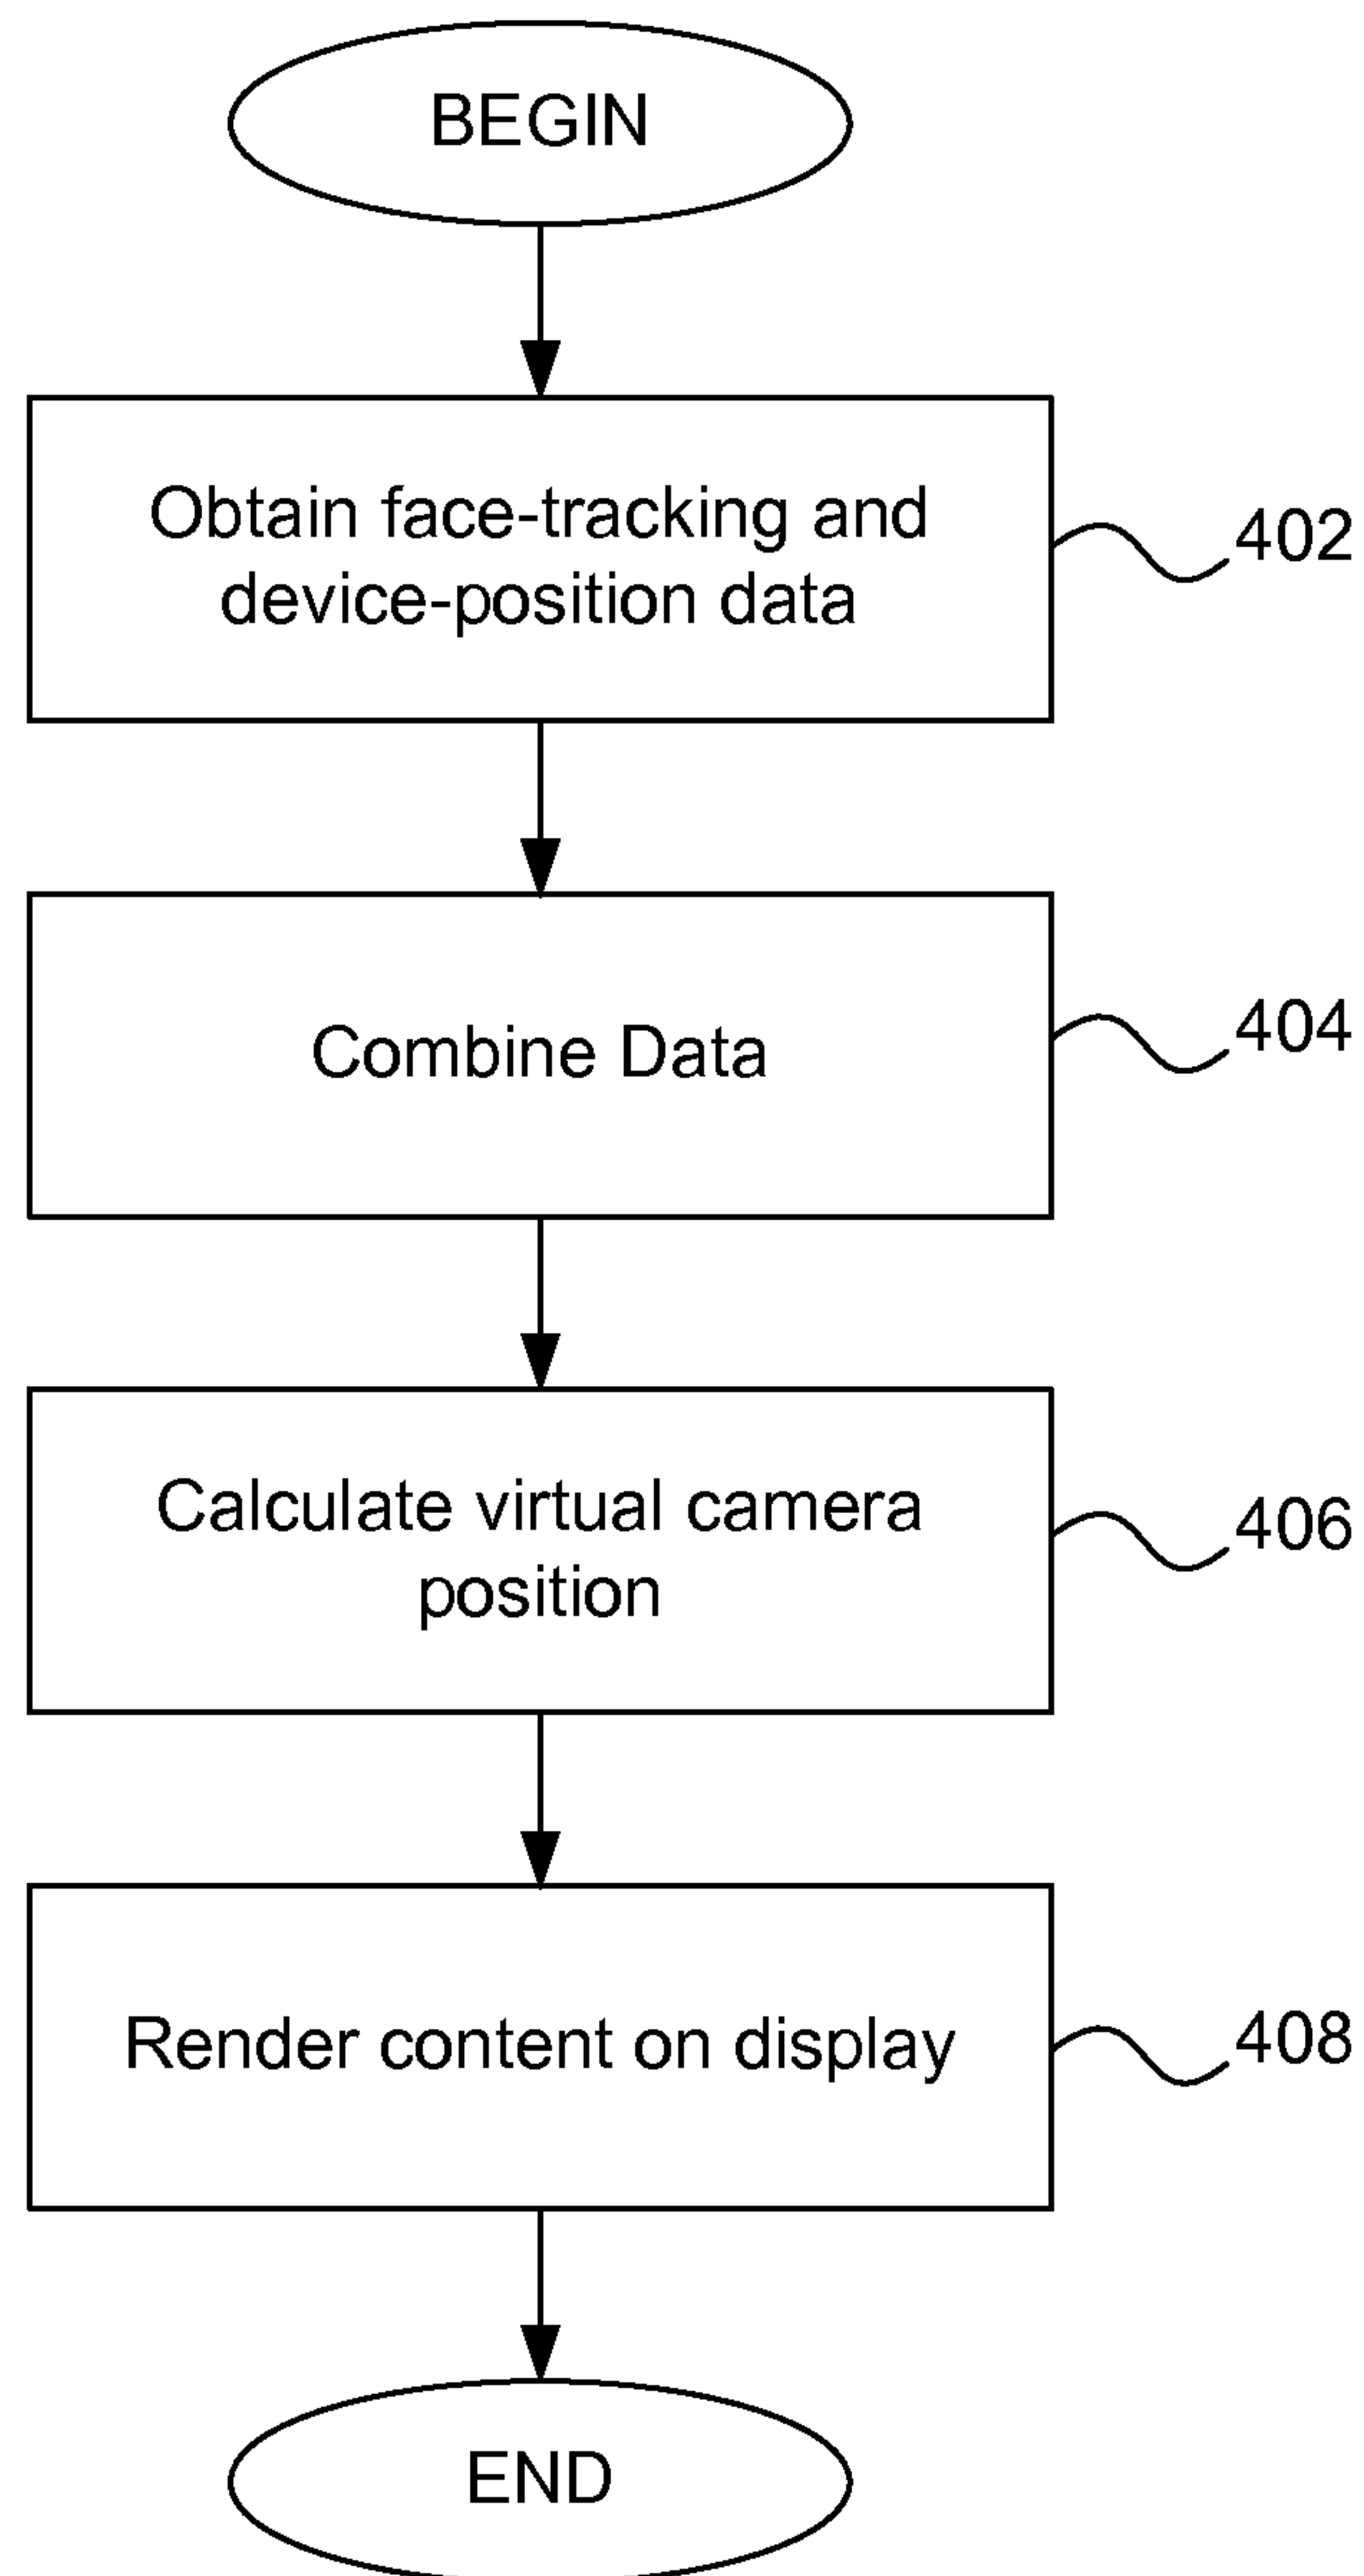 BEGIN
Obtain face-tracking and
device-position data
402
Combine Data
404
Calculate virtual camera
position
406
Render content on display
408
END